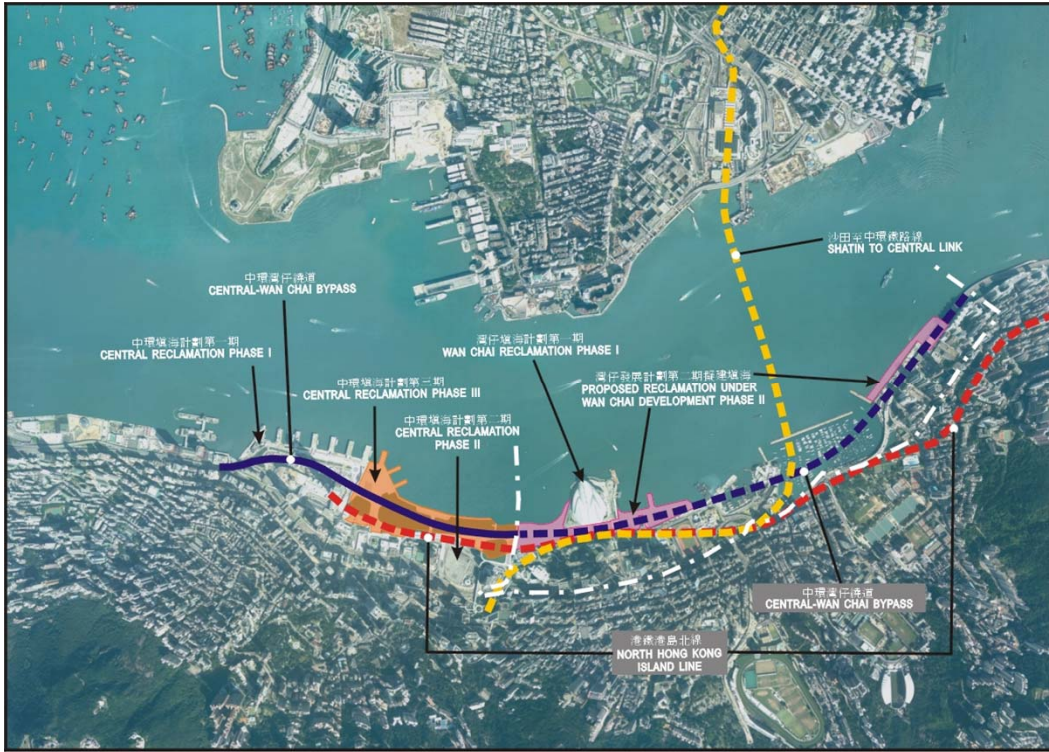 沙田至中環線路線
SHATIN TO CENTRAL LINK
中環灣仔繞道
CENTRAL-WAN CHAI BYPASS
中環填海計劃第一期
CENTRAL RECLAMATION PHASE I
灣仔填海計劃第一期
WAN CHAI RECLAMATION PHASE I
中環填海計劃第三期
CENTRAL RECLAMATION PHASE III
灣仔發展計劃第二期擬建填海
PROPOSED RECLAMATION UNDER
WAN CHAI DEVELOPMENT PHASE II
中環填海計劃第二期
CENTRAL RECLAMATION
PHASE II
中環灣仔繞道
CENTRAL-WAN CHAI BYPASS
港鐵港島北線
NORTH HONG KONG
ISLAND LINE